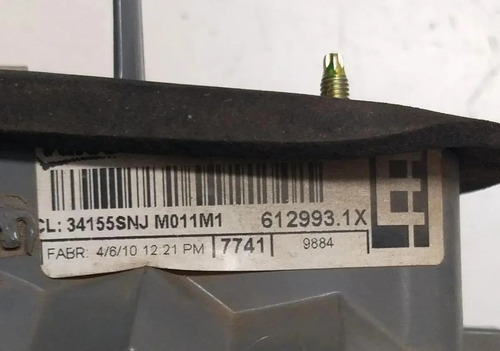 CL: 34155SNJ M011M1 612993.1X
FABR: 4/6/10 12:21 PM 7741 9884